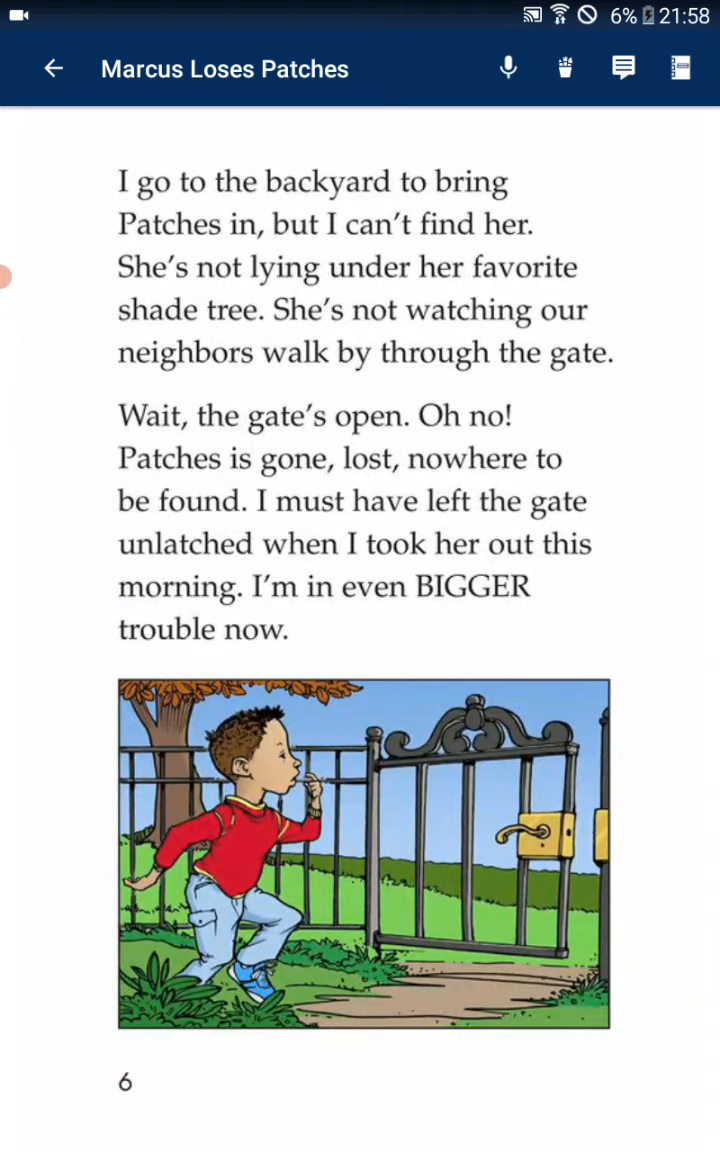 6% 21:58
Marcus Loses Patches
I go to the backyard to bring
Patches in, but I can’t find her.
She’s not lying under her favorite
shade tree. She’s not watching our
neighbors walk by through the gate.
Wait, the gate’s open. Oh no!
Patches is gone, lost, nowhere to
be found. I must have left the gate
unlatched when I took her out this
morning. I’m in even BIGGER
trouble now.
6